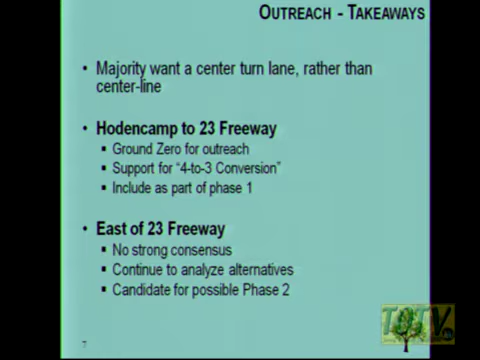 OUTREACH - TAKEAWAYS
• Majority want a center turn lane, rather than
center-line
• Hodencamp to 23 Freeway
▪ Ground Zero for outreach
▪ Support for "4-to-3 Conversion"
▪ Include as part of phase 1
• East of 23 Freeway
▪ No strong consensus
▪ Continue to analyze alternatives
▪ Candidate for possible Phase 2
7
TOTV